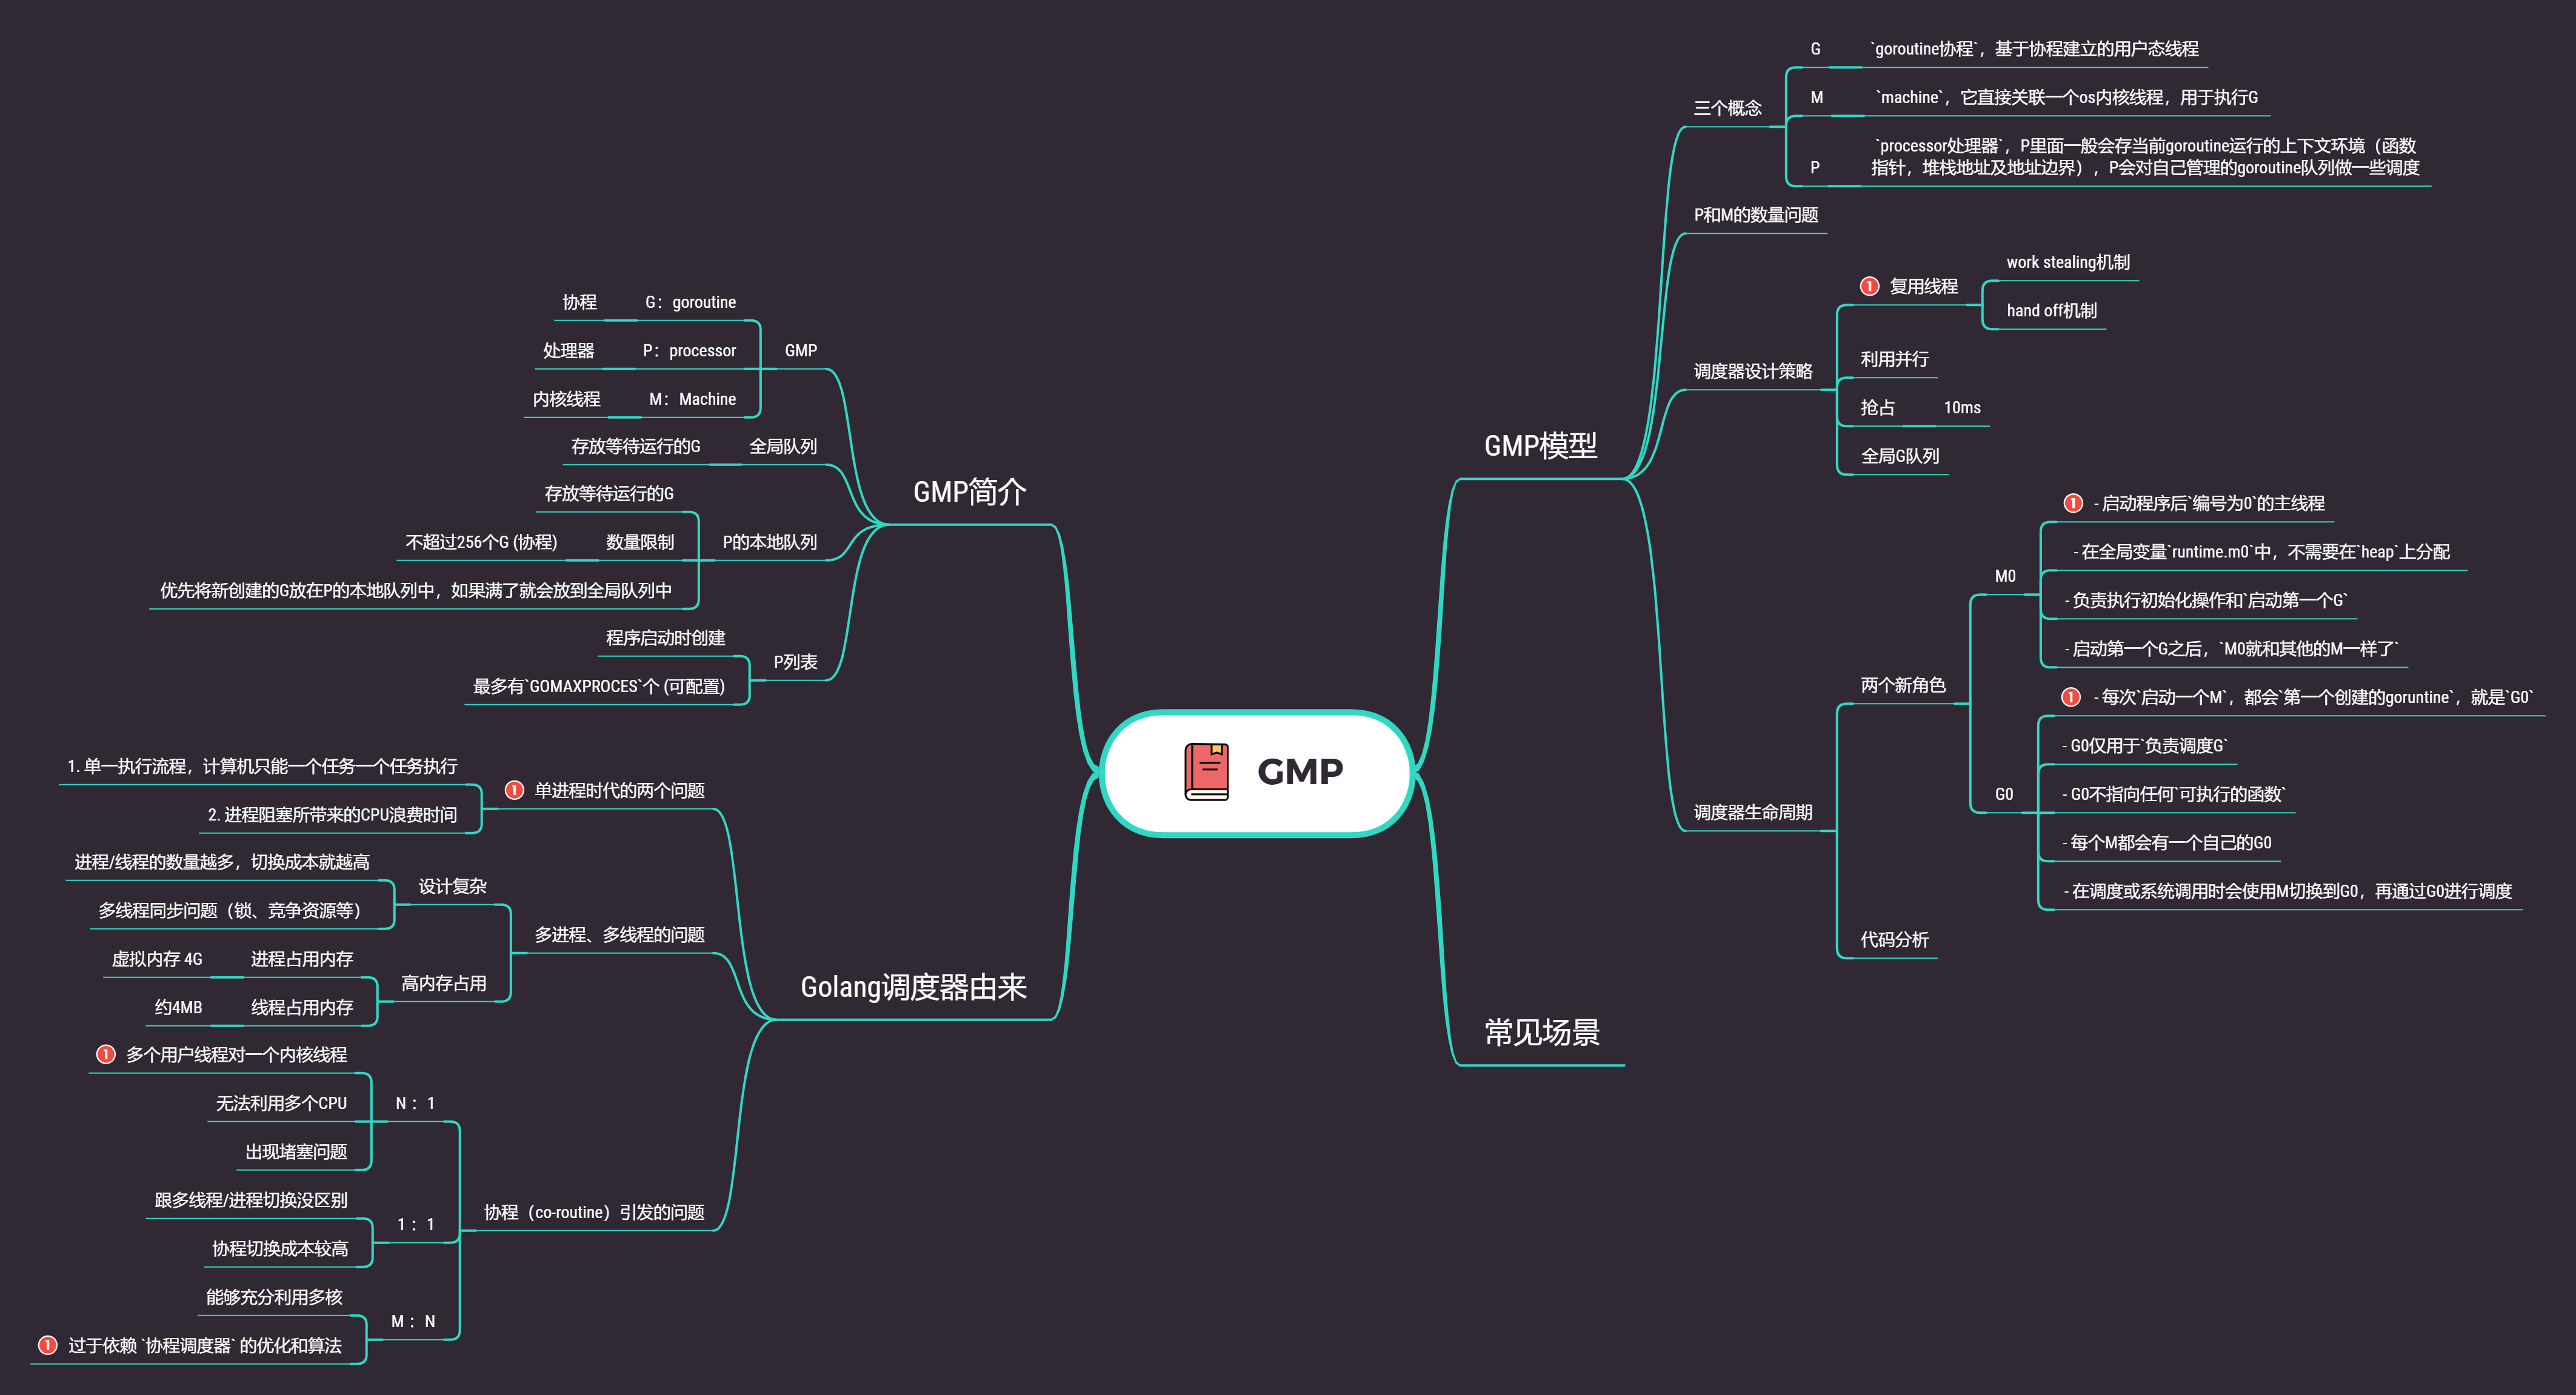 GMP
GMP简介
GMP
G：goroutine
协程
P：processor
处理器
M：Machine
内核线程
全局队列
存放等待运行的G
P的本地队列
存放等待运行的G
数量限制
不超过256个G (协程)
优先将新创建的G放在P的本地队列中，如果满了就会放到全局队列中
P列表
程序启动时创建
最多有`GOMAXPROCES`个 (可配置)
Golang调度器由来
1 单进程时代的两个问题
1. 单一执行流程，计算机只能一个任务一个任务执行
2. 进程阻塞所带来的CPU浪费时间
多进程、多线程的问题
设计复杂
进程/线程的数量越多，切换成本就越高
多线程同步问题（锁、竞争资源等）
高内存占用
进程占用内存
虚拟内存 4G
线程占用内存
约4MB
协程（co-routine）引发的问题
N： 1
1 多个用户线程对一个内核线程
无法利用多个CPU
出现堵塞问题
1： 1
跟多线程/进程切换没区别
协程切换成本较高
M： N
能够充分利用多核
1 过于依赖 `协程调度器` 的优化和算法
GMP模型
三个概念
G
`goroutine协程`，基于协程建立的用户态线程
M
`machine`，它直接关联一个os内核线程，用于执行G
P
`processor处理器`，P里面一般会存当前goroutine运行的上下文环境（函数
指针，堆栈地址及地址边界），P会对自己管理的goroutine队列做一些调度
P和M的数量问题
调度器设计策略
1 复用线程
work stealing机制
hand off机制
利用并行
抢占
10ms
全局G队列
调度器生命周期
两个新角色
M0
1 - 启动程序后`编号为0`的主线程
- 在全局变量`runtime.m0`中，不需要在`heap`上分配
- 负责执行初始化操作和`启动第一个G`
- 启动第一个G之后，`M0就和其他的M一样了`
G0
1 - 每次`启动一个M`，都会`第一个创建的goruntine`，就是`G0`
- G0仅用于`负责调度G`
- G0不指向任何`可执行的函数`
- 每个M都会有一个自己的G0
- 在调度或系统调用时会使用M切换到G0，再通过G0进行调度
代码分析
常见场景